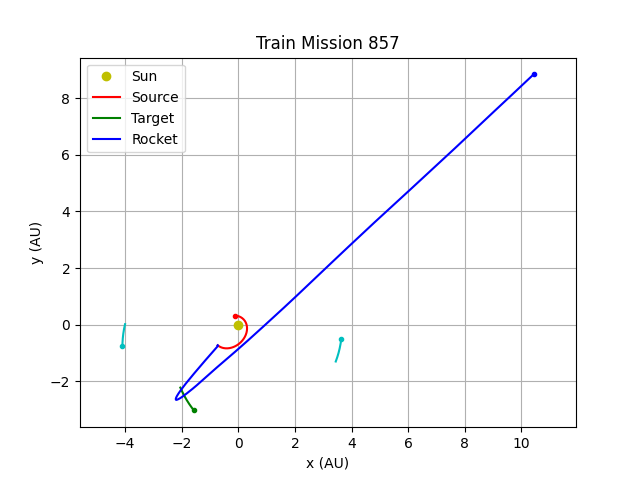 Train Mission 857
Sun
Source
Target
Rocket
8
6
4
2
0
−2
−4
−2
0
2
4
6
8
10
y (AU)
x (AU)